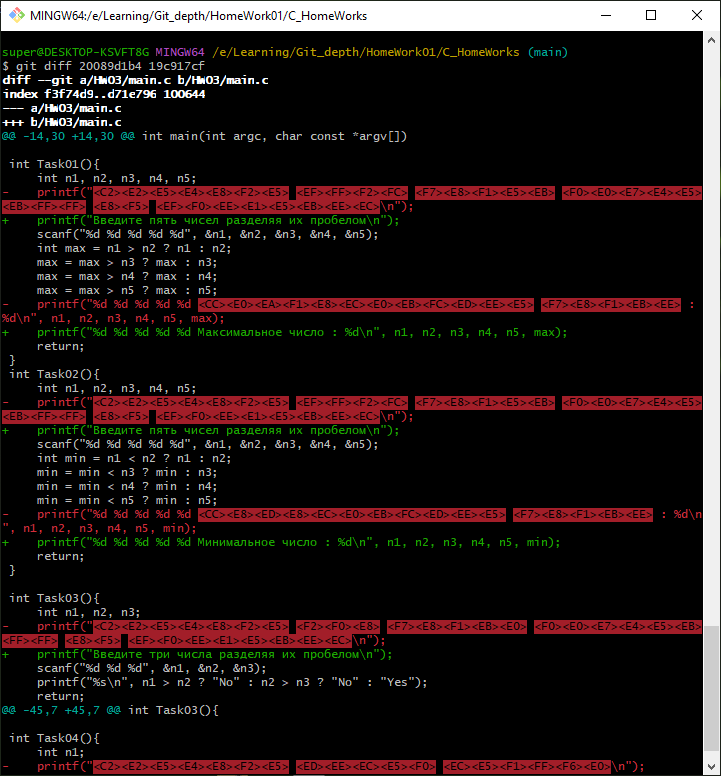 MINGW64:/e/Learning/Git_depth/HomeWork01/C_HomeWorks
super@DESKTOP-KSVFT8G MINGW64 /e/Learning/Git_depth/HomeWork01/C_HomeWorks (main)
$ git diff 20089d1b4 19c917cf
diff --git a/HW03/main.c b/HW03/main.c
index f3f74d9..d71e796 100644
--- a/HW03/main.c
+++ b/HW03/main.c
@@ -14,30 +14,30 @@ int main(int argc, char const *argv[])
 int Task01(){
     int n1, n2, n3, n4, n5;
-    printf("<C2><E2><E5><E4><E8><F2><E5> <EF><FF><F2><FC> <F7><E8><F1><E5><EB> <F0><E0><E7><E4><E5>
<EB><FF><FF> <E8><F5> <EF><F0><EE><E1><E5><EB><EE><EC>\n");
+    printf("Введите пять чисел разделяя их пробелом\n");
     scanf("%d %d %d %d %d", &n1, &n2, &n3, &n4, &n5);
     int max = n1 > n2 ? n1 : n2;
     max = max > n3 ? max : n3;
     max = max > n4 ? max : n4;
     max = max > n5 ? max : n5;
-    printf("%d %d %d %d %d <CC><E0><EA><F1><E8><EC><E0><EB><FC><ED><EE><E5> <F7><E8><F1><EB><EE> :
%d\n", n1, n2, n3, n4, n5, max);
+    printf("%d %d %d %d %d Максимальное число : %d\n", n1, n2, n3, n4, n5, max);
     return;
 }
 int Task02(){
     int n1, n2, n3, n4, n5;
-    printf("<C2><E2><E5><E4><E8><F2><E5> <EF><FF><F2><FC> <F7><E8><F1><E5><EB> <F0><E0><E7><E4><E5>
<EB><FF><FF> <E8><F5> <EF><F0><EE><E1><E5><EB><EE><EC>\n");
+    printf("Введите пять чисел разделяя их пробелом\n");
     scanf("%d %d %d %d %d", &n1, &n2, &n3, &n4, &n5);
     int min = n1 < n2 ? n1 : n2;
     min = min < n3 ? min : n3;
     min = min < n4 ? min : n4;
     min = min < n5 ? min : n5;
-    printf("%d %d %d %d %d <CC><E8><ED><E8><EC><E0><EB><FC><ED><EE><E5> <F7><E8><F1><EB><EE> : %d\n
", n1, n2, n3, n4, n5, min);
+    printf("%d %d %d %d %d Минимальное число : %d\n", n1, n2, n3, n4, n5, min);
     return;
 }
 int Task03(){
     int n1, n2, n3;
-    printf("<C2><E2><E5><E4><E8><F2><E5> <F2><F0><E8> <F7><E8><F1><EB><E0> <F0><E0><E7><E4><E5><EB>
<FF><FF> <E8><F5> <EF><F0><EE><E1><E5><EB><EE><EC>\n");
+    printf("Введите три числа разделяя их пробелом\n");
     scanf("%d %d %d", &n1, &n2, &n3);
     printf("%s\n", n1 > n2 ? "No" : n2 > n3 ? "No" : "Yes");
     return;
@@ -45,7 +45,7 @@ int Task03(){
 int Task04(){
     int n1;
-    printf("<C2><E2><E5><E4><E8><F2><E5> <ED><EE><EC><E5><F0> <EC><E5><F1><FF><F6><E0>\n");